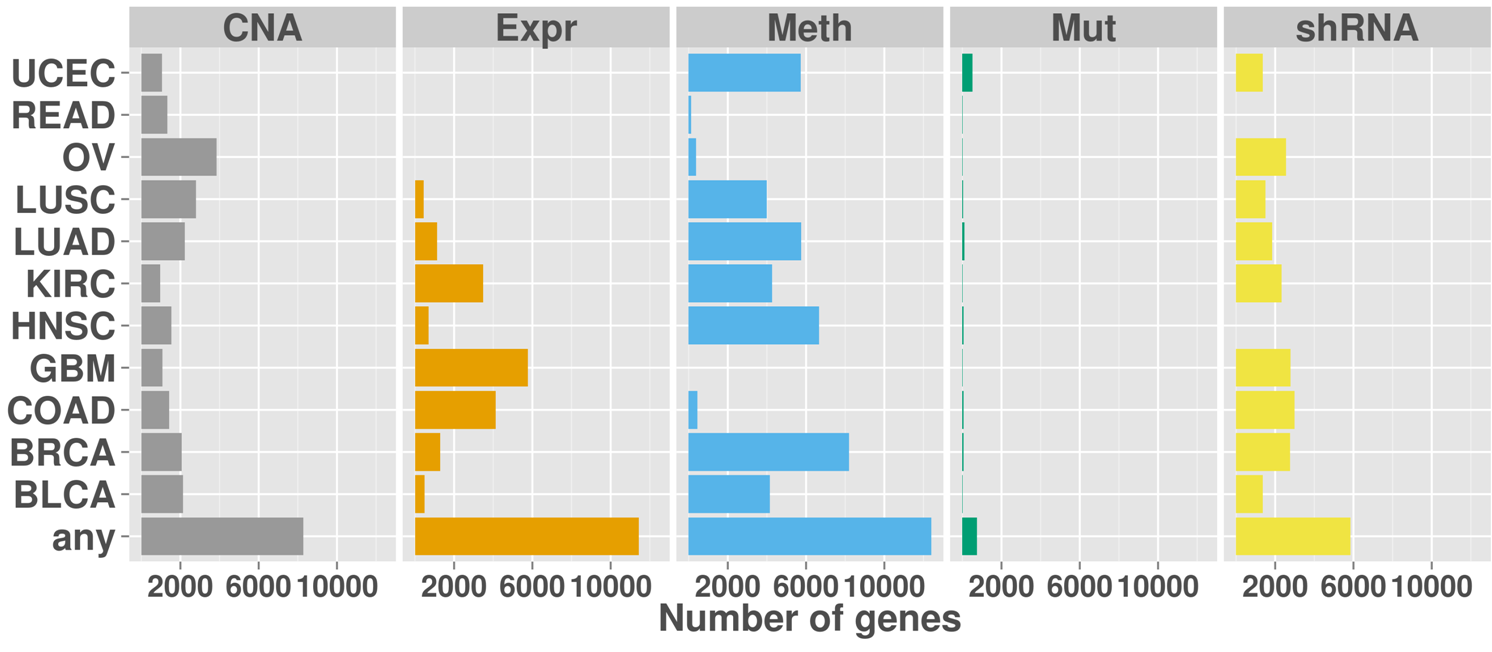 CNA Expr Meth Mut shRNA
UCEC
READ
OV
LUSC
LUAD
KIRC
HNSC
GBM
COAD
BRCA
BLCA
any
2000 6000 10000 2000 6000 10000 2000 6000 10000 2000 6000 10000 2000 6000 10000
Number of genes